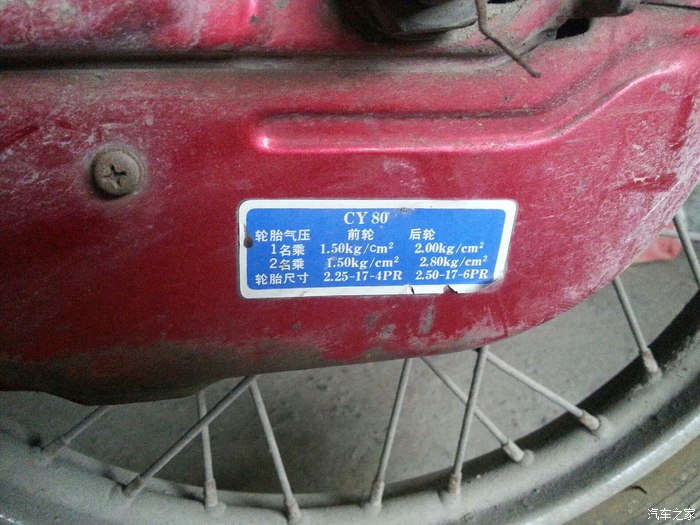 CY 80
轮胎气压 前轮 后轮
1名乘 1.50kg/cm² 2.00kg/cm²
2名乘 1.50kg/cm² 2.80kg/cm²
轮胎尺寸 2.25-17-4PR 2.50-17-6PR
汽车之家